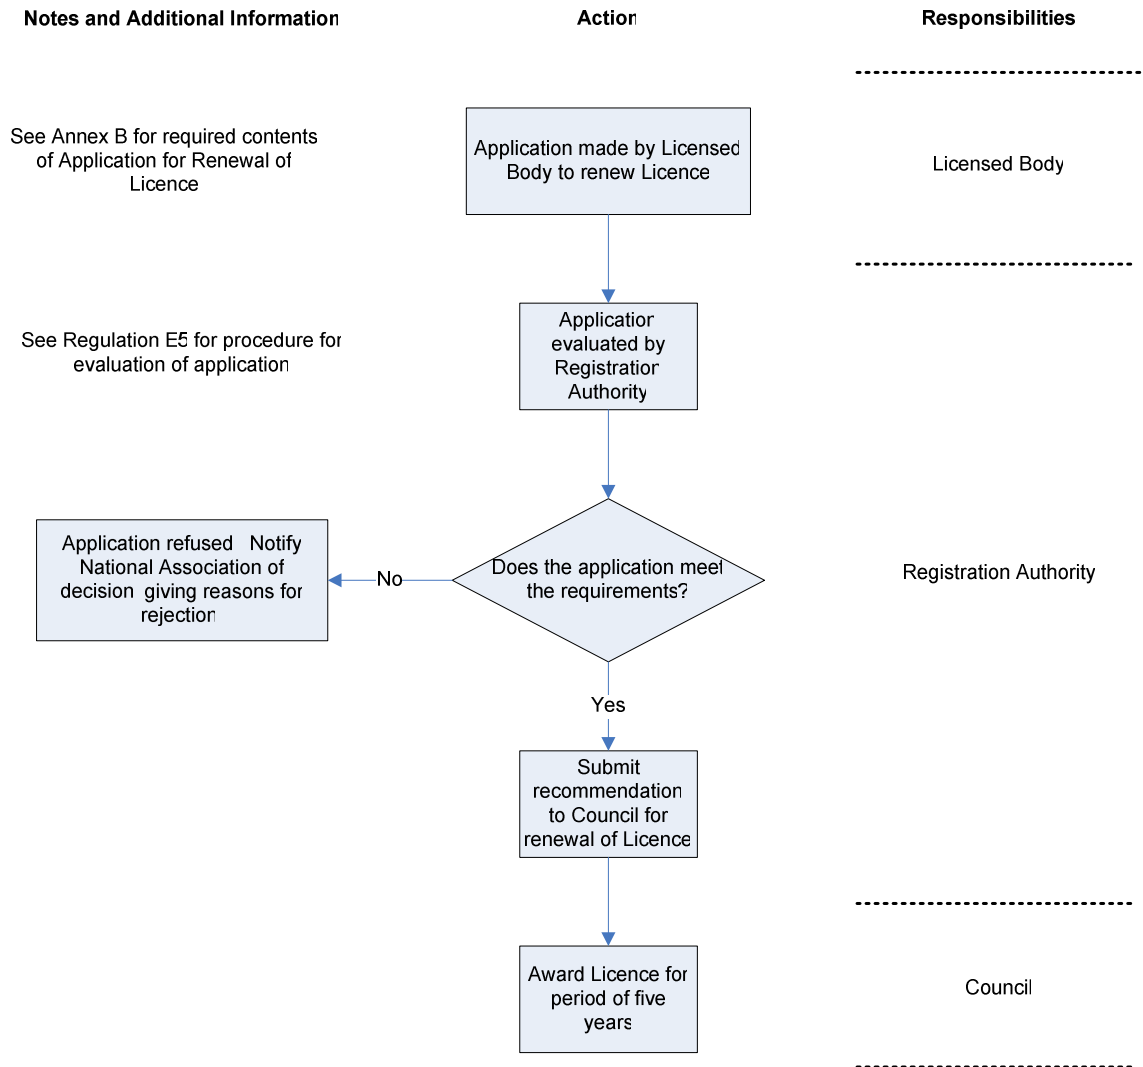 Notes and Additional Information
Action
Responsibilities
See Annex B for required contents
of Application for Renewal of
Licence
Application made by Licensed
Body to renew Licence
Licensed Body
See Regulation E5 for procedure for
evaluation of application
Application
evaluated by
Registration
Authority
Application refused Notify
National Association of
decision giving reasons for
rejection
No
Does the application meet
the requirements?
Registration Authority
Yes
Submit
recommendation
to Council for
renewal of Licence
Award Licence for
period of five
years
Council